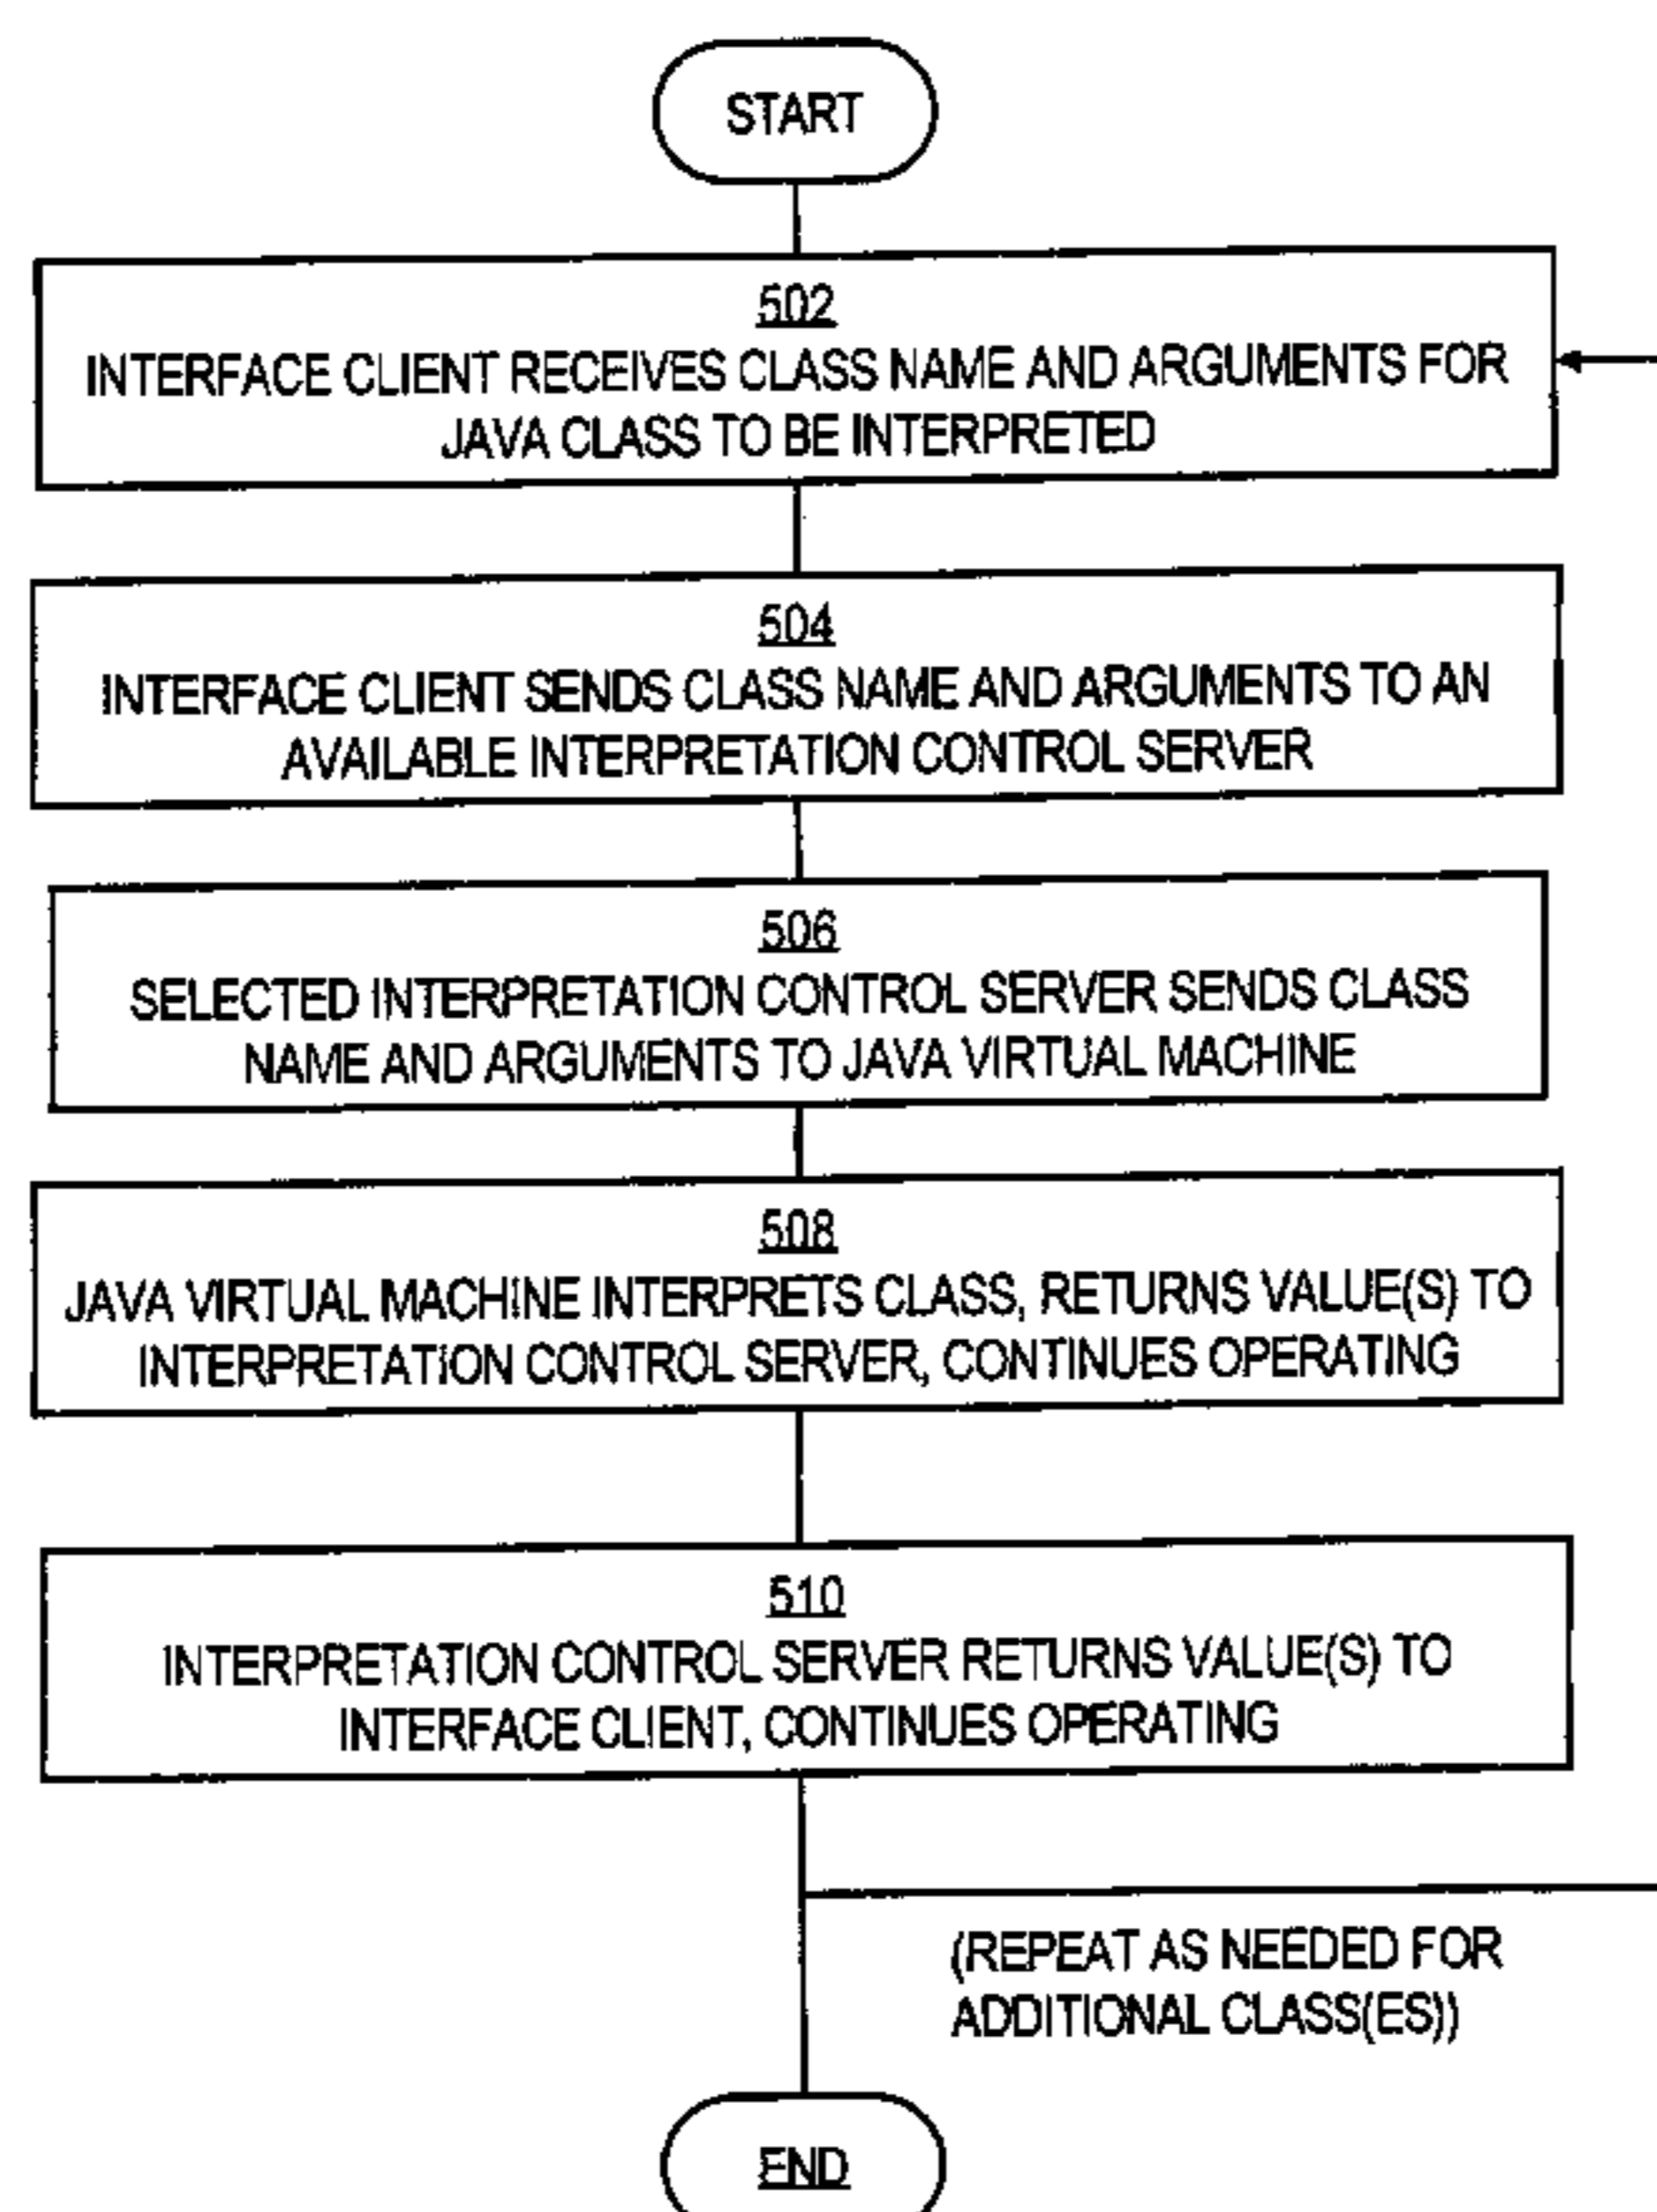 START
502
INTERFACE CLIENT RECEIVES CLASS NAME AND ARGUMENTS FOR
JAVA CLASS TO BE INTERPRETED
504
INTERFACE CLIENT SENDS CLASS NAME AND ARGUMENTS TO AN
AVAILABLE INTERPRETATION CONTROL SERVER
506
SELECTED INTERPRETATION CONTROL SERVER SENDS CLASS
NAME AND ARGUMENTS TO JAVA VIRTUAL MACHINE
508
JAVA VIRTUAL MACHINE INTERPRETS CLASS, RETURNS VALUE(S) TO
INTERPRETATION CONTROL SERVER, CONTINUES OPERATING
510
INTERPRETATION CONTROL SERVER RETURNS VALUE(S) TO
INTERFACE CLIENT, CONTINUES OPERATING
(REPEAT AS NEEDED FOR
ADDITIONAL CLASS(ES))
END